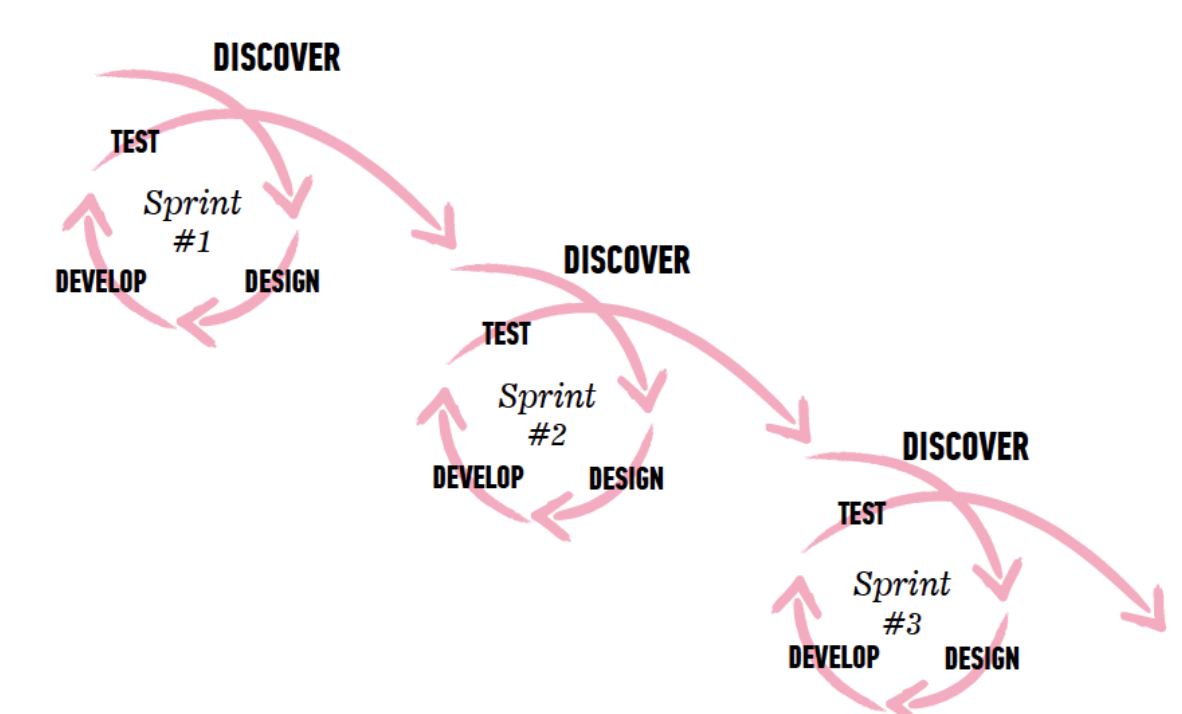 DISCOVER
TEST
Sprint
#1
DEVELOP
DESIGN
DISCOVER
TEST
Sprint
#2
DEVELOP
DESIGN
DISCOVER
TEST
Sprint
#3
DEVELOP
DESIGN